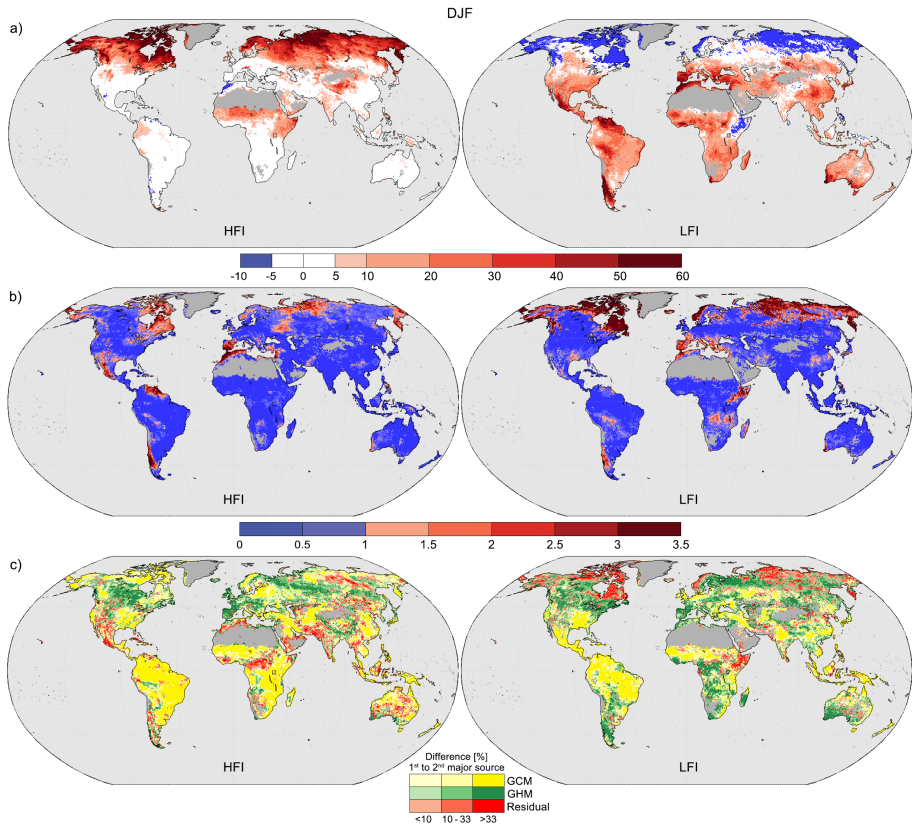 DJF
a)
HFI LFI
-10 -5 0 5 10 20 30 40 50 60
b)
HFI LFI
0 0.5 1 1.5 2 2.5 3 3.5
c)
HFI LFI
Difference [%]
1st to 2nd major source
GCM
GHM
Residual
<10 10 - 33 >33